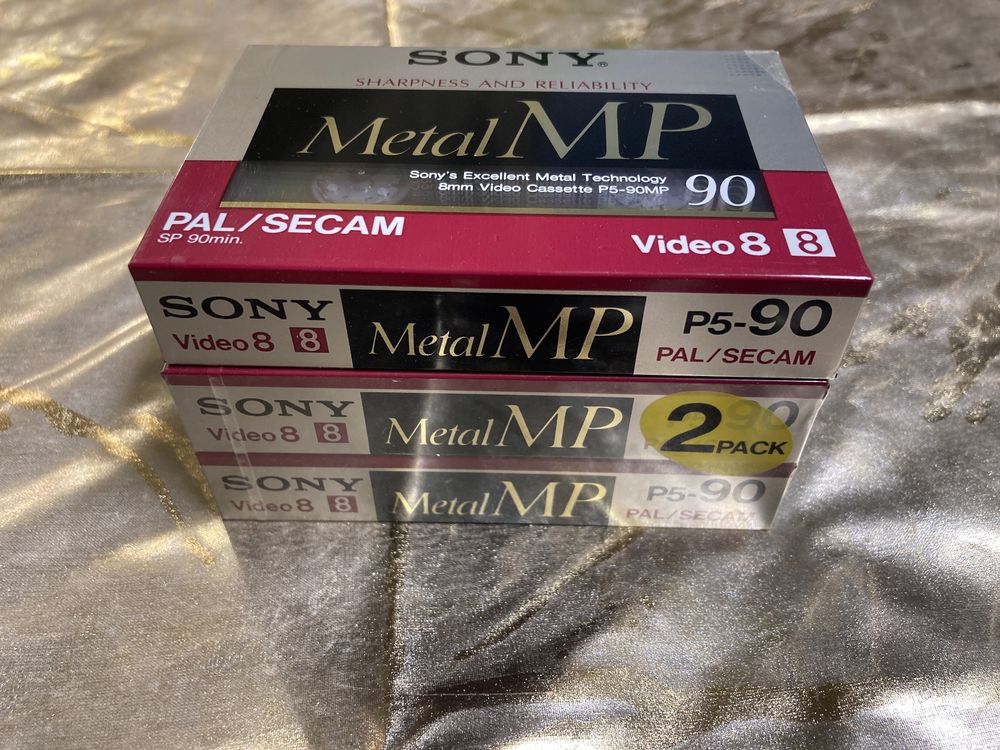 SONY®
SHARPNESS AND RELIABILITY
Metal MP
Sony's Excellent Metal Technology
8mm Video Cassette P5-90MP 90
PAL/SECAM
SP 90min.
Video 8 8
SONY
Video 8 8
Metal MP
P5-90
PAL/SECAM
SONY
Video 8 8
Metal MP
90
2 PACK
SONY
Video 8 8
Metal MP
P5-90
PAL/SECAM